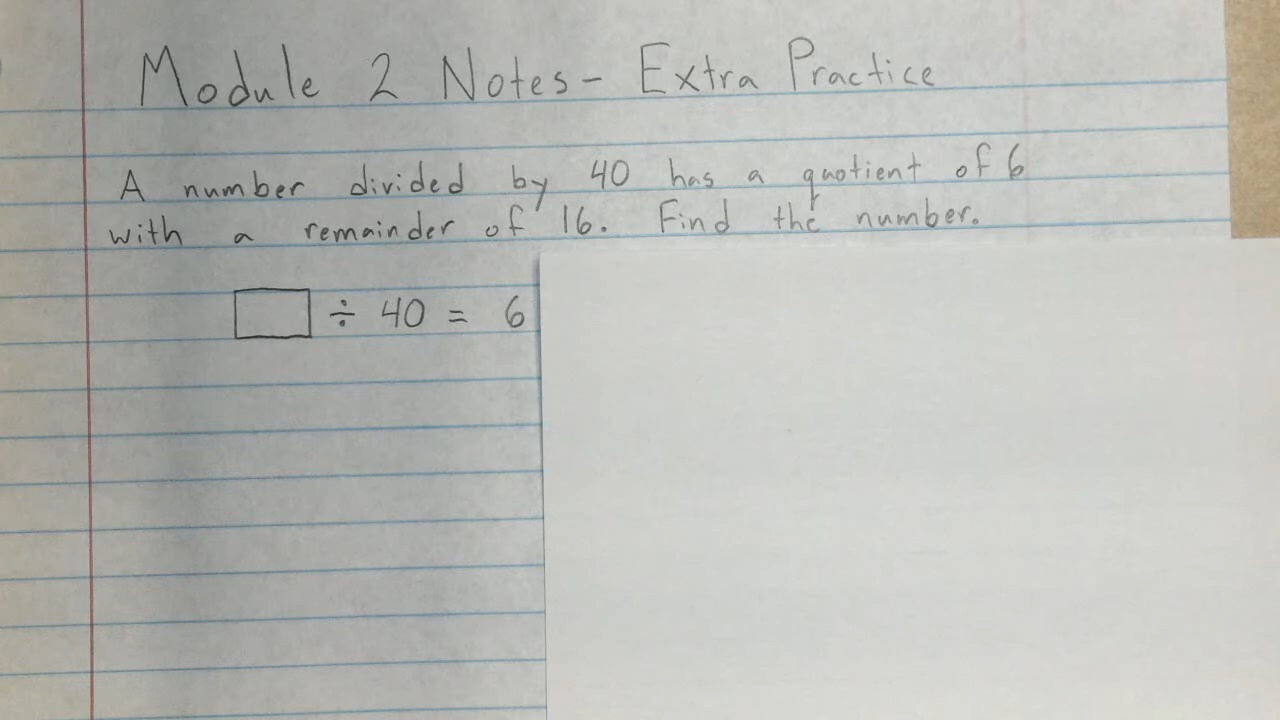 Module 2 Notes - Extra Practice
A number divided by 40 has a quotient of 6
with a remainder of 16. Find the number.
□ ÷ 40 = 6